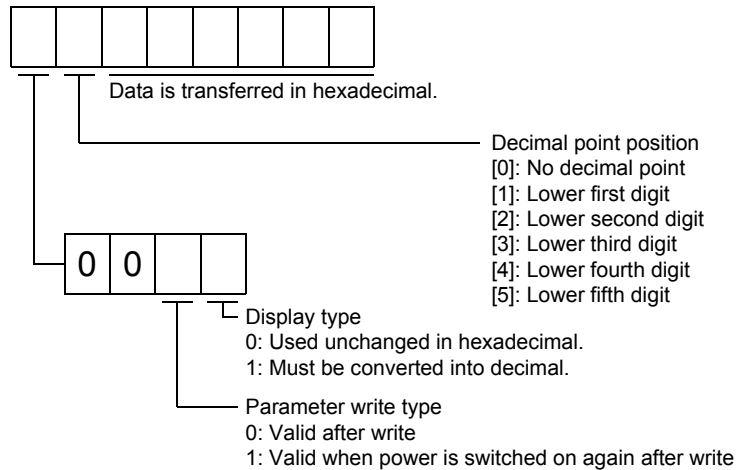 Data is transferred in hexadecimal.
Decimal point position
[0]: No decimal point
[1]: Lower first digit
[2]: Lower second digit
[3]: Lower third digit
[4]: Lower fourth digit
[5]: Lower fifth digit
0 0
Display type
0: Used unchanged in hexadecimal.
1: Must be converted into decimal.
Parameter write type
0: Valid after write
1: Valid when power is switched on again after write